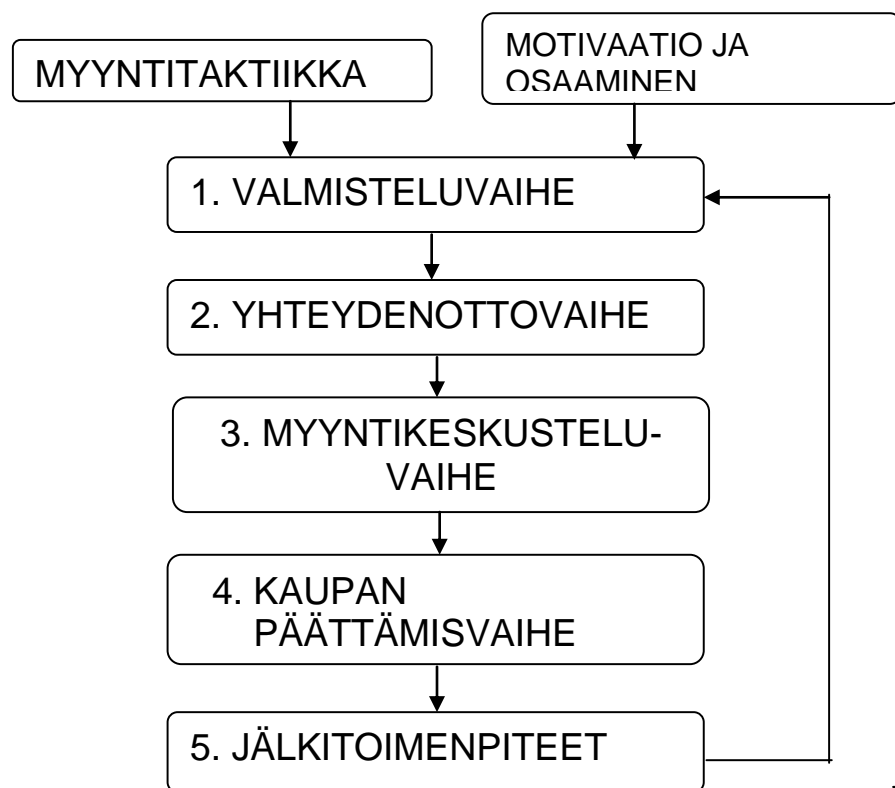 MYYNTITAKTIIKKA
MOTIVAATIO JA
OSAAMINEN
1. VALMISTELUVAIHE
2. YHTEYDENOTTOVAIHE
3. MYYNTIKESKUSTELU-
VAIHE
4. KAUPAN
PÄÄTTÄMISVAIHE
5. JÄLKITOIMENPITEET